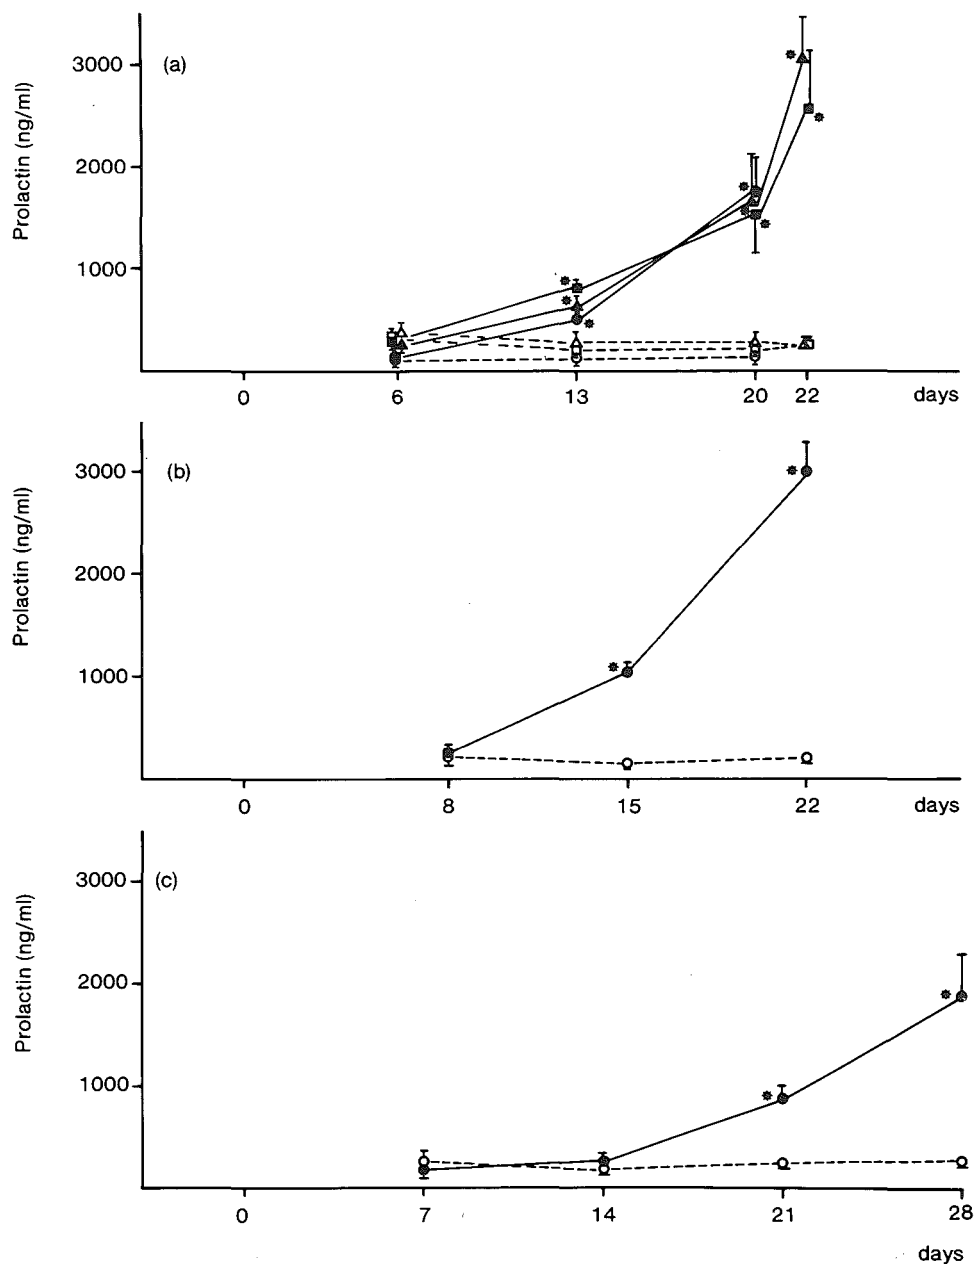 (a)
Prolactin (ng/ml)
3000
2000
1000
0 6 13 20 22 days
(b)
Prolactin (ng/ml)
3000
2000
1000
0 8 15 22 days
(c)
Prolactin (ng/ml)
3000
2000
1000
0 7 14 21 28
days